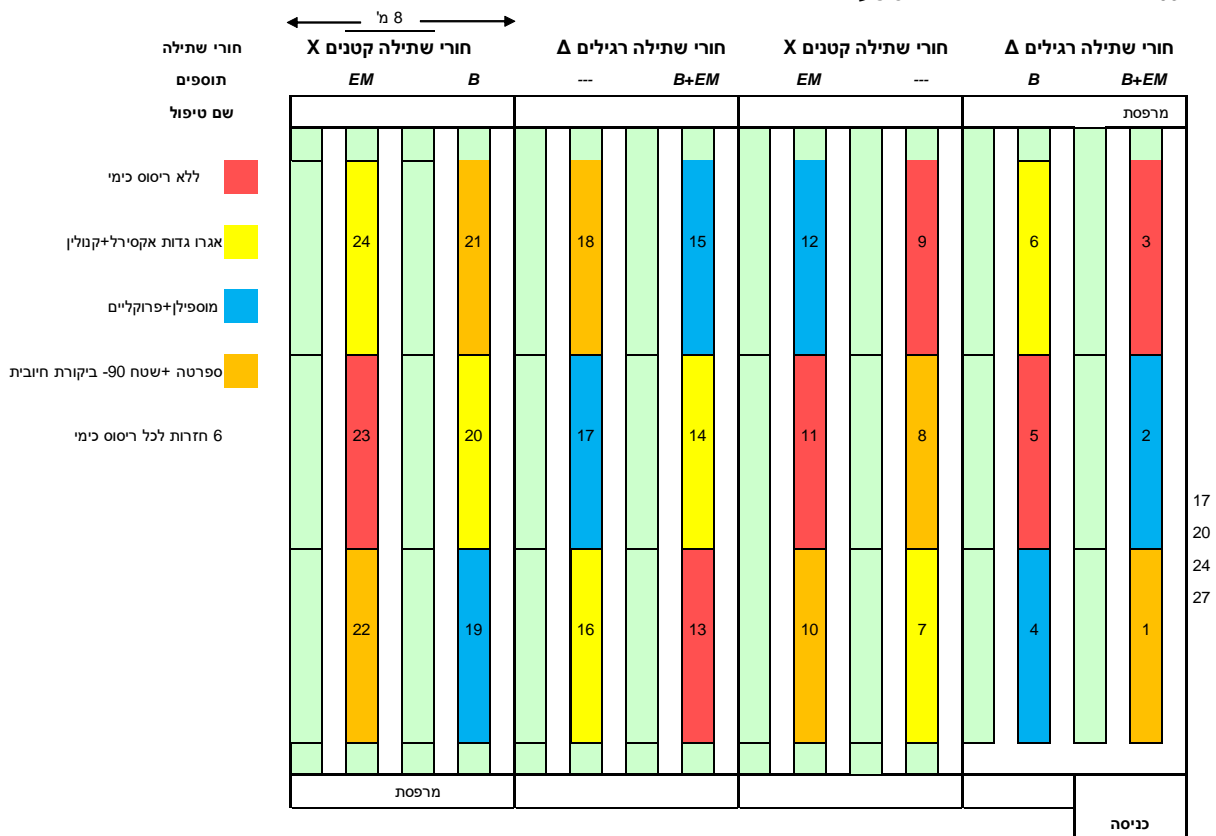 8 מ'
חורי שתילה חורי שתילה קטנים X חורי שתילה רגילים Δ חורי שתילה קטנים X חורי שתילה רגילים Δ
תוספים EM B --- B+EM EM --- B B+EM
שם טיפול
מרפסת
ללא ריסוס כימי
אגרו גדות אקסירל+קנולין
מוספילן+פרוקליים
ספרטה +שטח 90- ביקורת חיובית
6 חזרות לכל ריסוס כימי
24 21 18 15 12 9 6 3
23 20 17 14 11 8 5 2
17
20
24
27
22 19 16 13 10 7 4 1
מרפסת
כניסה